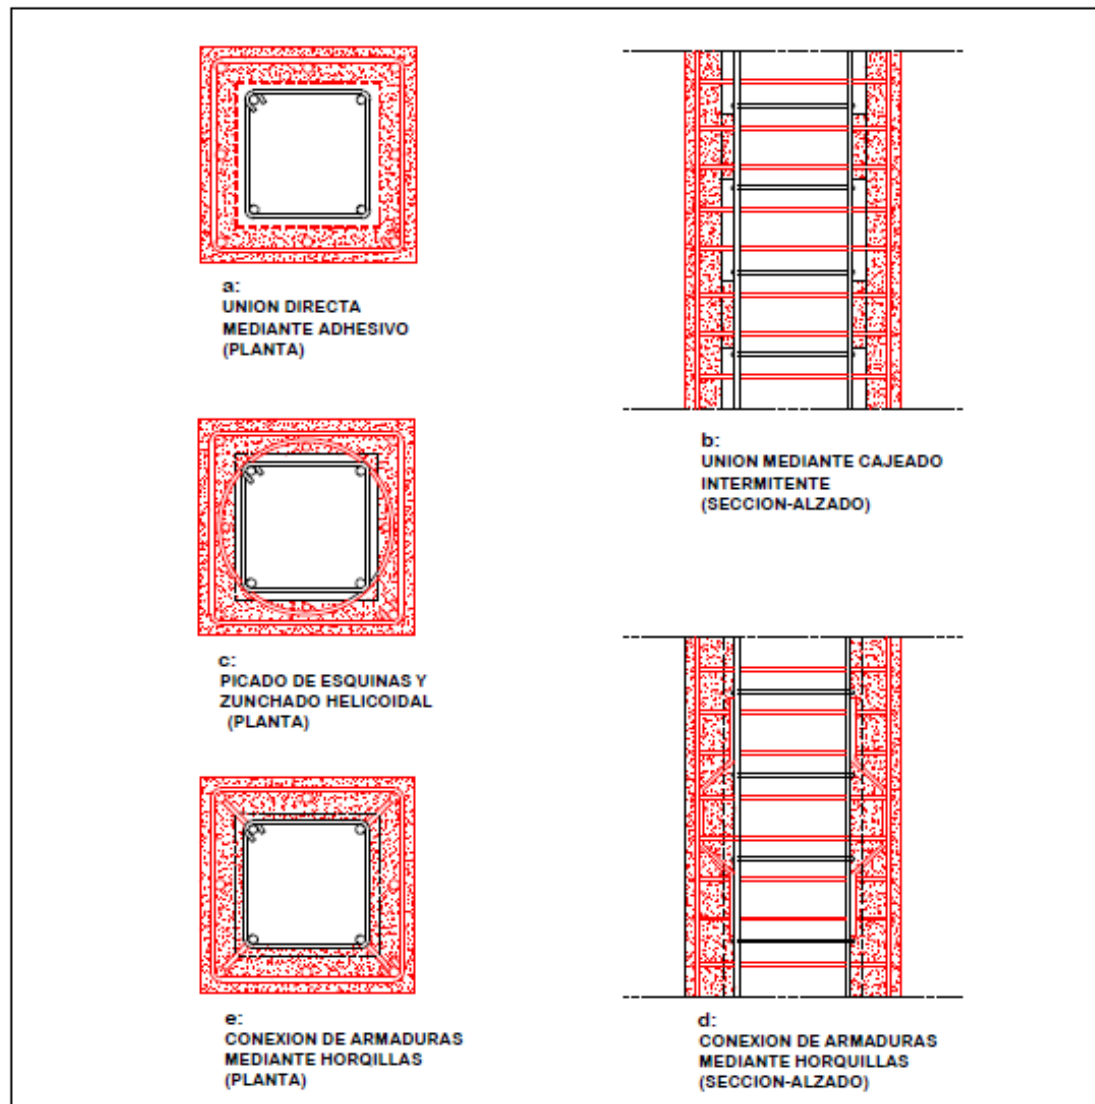 a:
UNION DIRECTA
MEDIANTE ADHESIVO
(PLANTA)
b:
UNION MEDIANTE CAJEADO
INTERMITENTE
(SECCION-ALZADO)
c:
PICADO DE ESQUINAS Y
ZUNCHADO HELICOIDAL
(PLANTA)
e:
CONEXION DE ARMADURAS
MEDIANTE HORQILLAS
(PLANTA)
d:
CONEXION DE ARMADURAS
MEDIANTE HORQUILLAS
(SECCION-ALZADO)